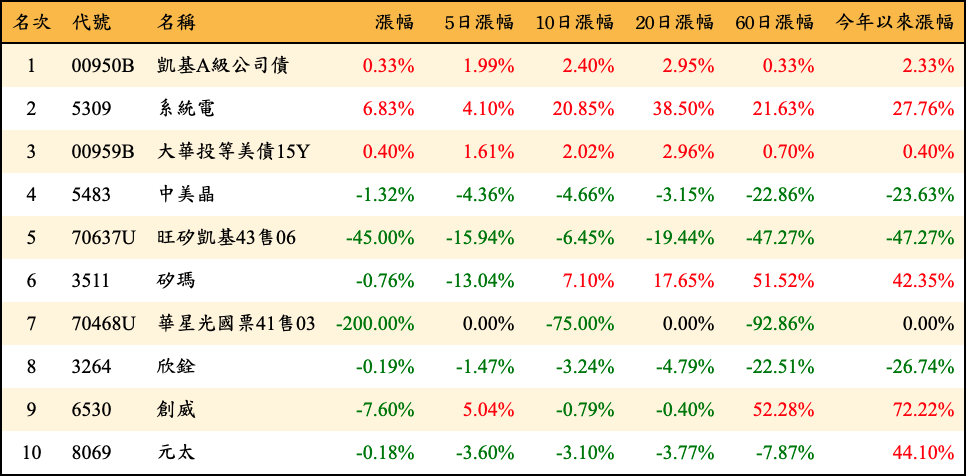 名次 代號 名稱 漲幅 5日漲幅 10日漲幅 20日漲幅 60日漲幅 今年以來漲幅
1 00950B 凱基A級公司債 0.33% 1.99% 2.40% 2.95% 0.33% 2.33%
2 5309 系統電 6.83% 4.10% 20.85% 38.50% 21.63% 27.76%
3 00959B 大華投等美債15Y 0.40% 1.61% 2.02% 2.96% 0.70% 0.40%
4 5483 中美晶 -1.32% -4.36% -4.66% -3.15% -22.86% -23.63%
5 70637U 旺矽凱基43售06 -45.00% -15.94% -6.45% -19.44% -47.27% -47.27%
6 3511 矽瑪 -0.76% -13.04% 7.10% 17.65% 51.52% 42.35%
7 70468U 華星光國票41售03 -200.00% 0.00% -75.00% 0.00% -92.86% 0.00%
8 3264 欣銓 -0.19% -1.47% -3.24% -4.79% -22.51% -26.74%
9 6530 創威 -7.60% 5.04% -0.79% -0.40% 52.28% 72.22%
10 8069 元太 -0.18% -3.60% -3.10% -3.77% -7.87% 44.10%